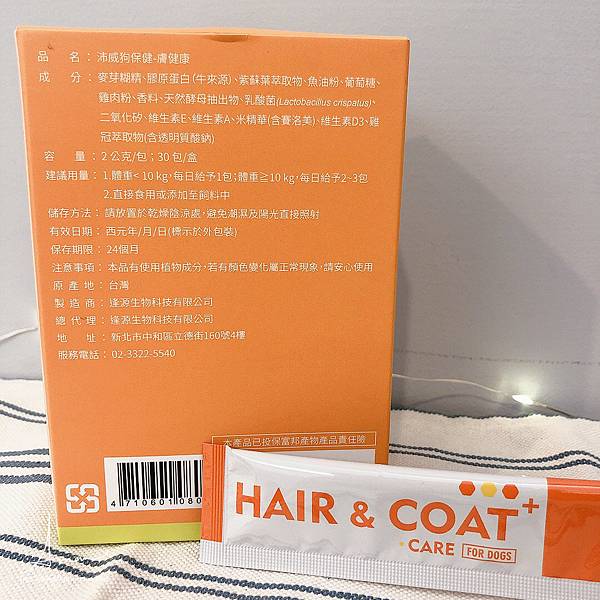 品名：沛威狗保健-膚健康
成分：麥芽糊精、膠原蛋白(牛來源)、紫蘇葉萃取物、魚油粉、葡萄糖、
雞肉粉、香料、天然酵母抽出物、乳酸菌(Lactobacillus crispatus)、
二氧化矽、維生素E、維生素A、米精華(含賽洛美)、維生素D3、雞
冠萃取物(含透明質酸鈉)
容量：2公克/包；30包/盒
建議用量：1.體重< 10 kg，每日給予1包；體重≧10 kg，每日給予2~3包
2.直接食用或添加至飼料中
儲存方法：請放置於乾燥陰涼處，避免潮濕及陽光直接照射
有效日期：西元年/月/日(標示於外包裝)
保存期限：24個月
注意事項：本品有使用植物成分，若有顏色變化屬正常現象，請安心使用
原產地：台灣
製造商：逢源生物科技有限公司
總代理：逢源生物科技有限公司
地址：新北市中和區立德街160號4樓
服務電話：02-3322-5540
本產品已投保富邦產物產品責任險
4 710601 080
HAIR & COAT+
CARE FOR DOGS